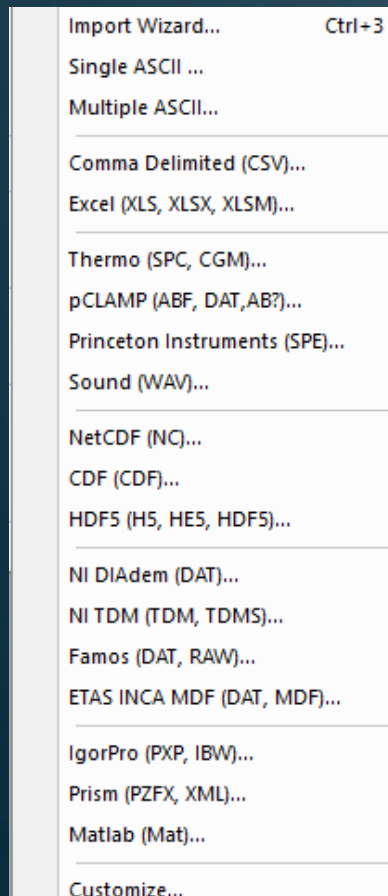 Import Wizard... Ctrl+3
Single ASCII ...
Multiple ASCII...
Comma Delimited (CSV)...
Excel (XLS, XLSX, XLSM)...
Thermo (SPC, CGM)...
pCLAMP (ABF, DAT,AB?)...
Princeton Instruments (SPE)...
Sound (WAV)...
NetCDF (NC)...
CDF (CDF)...
HDF5 (H5, HE5, HDF5)...
NI DIAdem (DAT)...
NI TDM (TDM, TDMS)...
Famos (DAT, RAW)...
ETAS INCA MDF (DAT, MDF)...
IgorPro (PXP, IBW)...
Prism (PZFX, XML)...
Matlab (Mat)...
Customize...